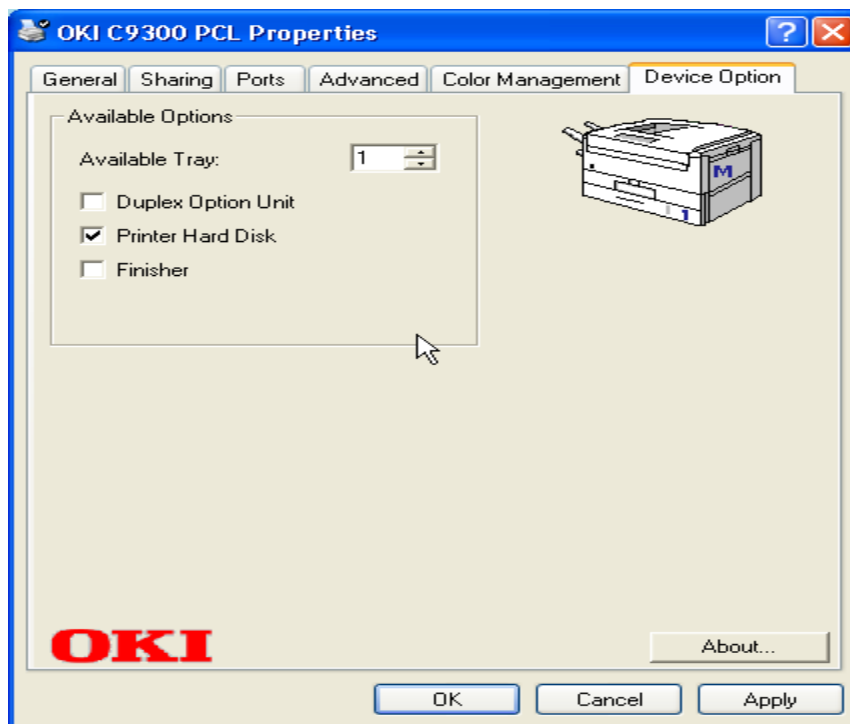 OKI C9300 PCL Properties
?
General Sharing Ports Advanced Color Management Device Option
Available Options
Available Tray: 1
Duplex Option Unit
Printer Hard Disk
Finisher
M
1
OKI
About...
OK Cancel Apply